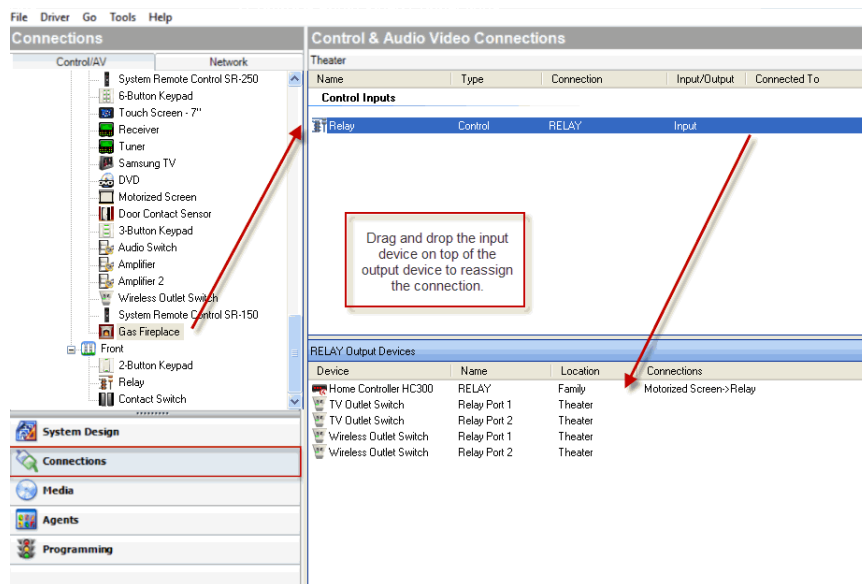 File Driver Go Tools Help
Connections
Control/AV Network
System Remote Control SR-250
6-Button Keypad
Touch Screen - 7"
Receiver
Tuner
Samsung TV
DVD
Motorized Screen
Door Contact Sensor
3-Button Keypad
Audio Switch
Amplifier
Amplifier 2
Wireless Outlet Switch
System Remote Control SR-150
Gas Fireplace
Front
2-Button Keypad
Relay
Contact Switch
System Design
Connections
Media
Agents
Programming
Control & Audio Video Connections
Theater
Name Type Connection Input/Output Connected To
Control Inputs
Relay Control RELAY Input
Drag and drop the input
device on top of the
output device to reassign
the connection.
RELAY Output Devices
Device Name Location Connections
Home Controller HC300 RELAY Family Motorized Screen->Relay
TV Outlet Switch Relay Port 1 Theater
TV Outlet Switch Relay Port 2 Theater
Wireless Outlet Switch Relay Port 1 Theater
Wireless Outlet Switch Relay Port 2 Theater